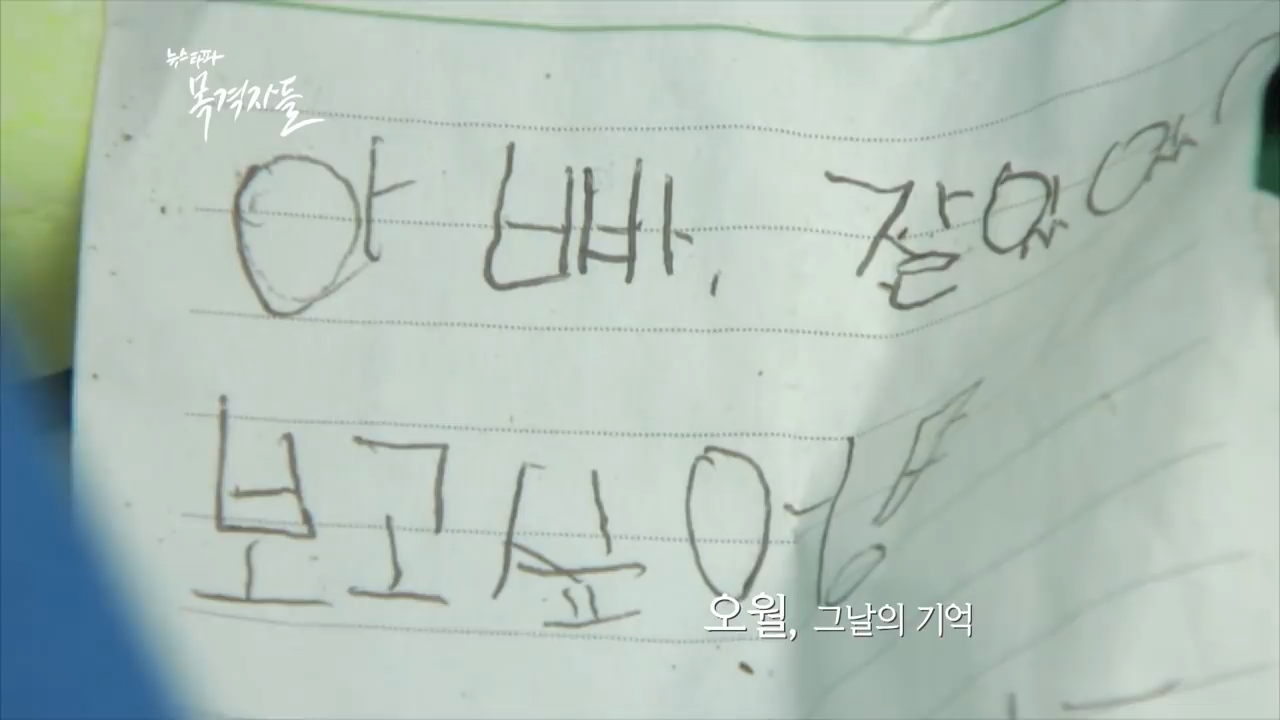 뉴스타파
목격자들
아빠, 잘있어
보고싶어
오월, 그날의 기억